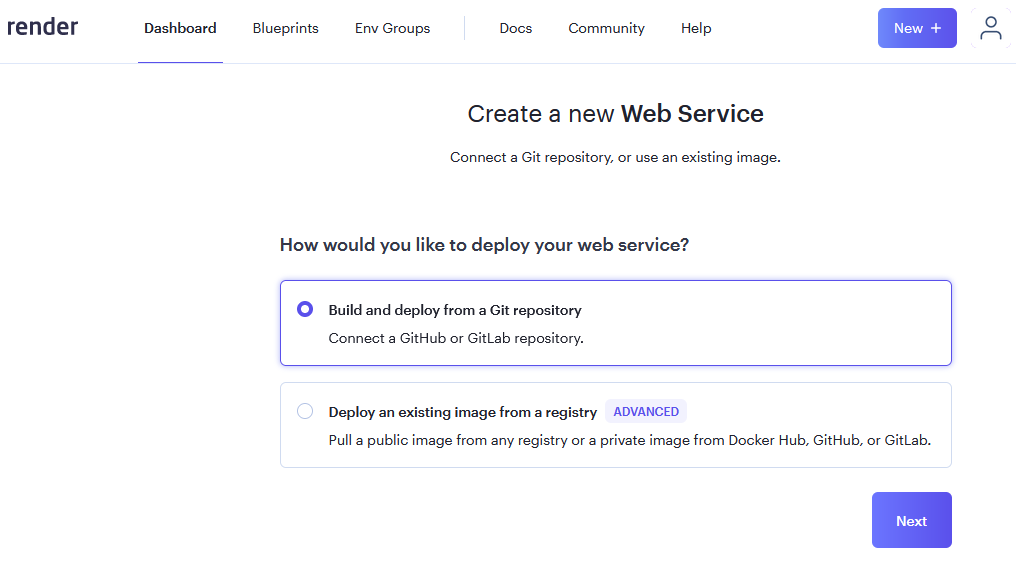 render
Dashboard
Blueprints
Env Groups
Docs
Community
Help
New +
Create a new Web Service
Connect a Git repository, or use an existing image.
How would you like to deploy your web service?
Build and deploy from a Git repository
Connect a GitHub or GitLab repository.
Deploy an existing image from a registry ADVANCED
Pull a public image from any registry or a private image from Docker Hub, GitHub, or GitLab.
Next